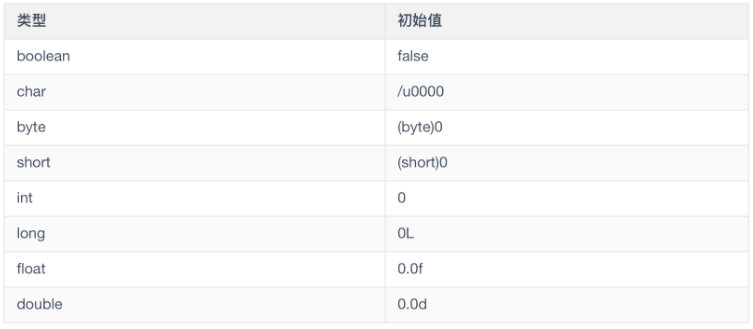 类型 初始值
boolean false
char /u0000
byte (byte)0
short (short)0
int 0
long 0L
float 0.0f
double 0.0d